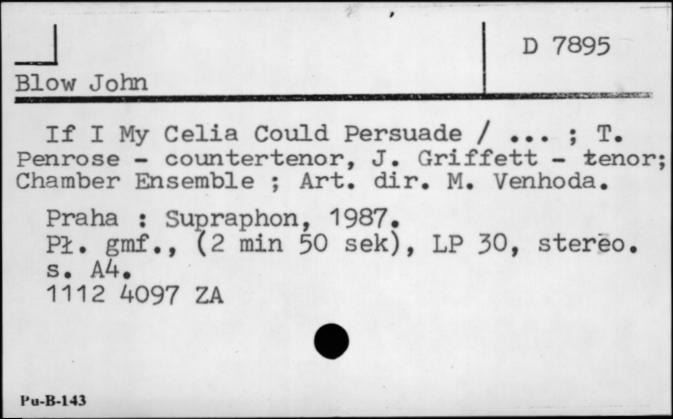 D 7895
Blow John
If I My Celia Could Persuade / ... ; T.
Penrose - countertenor, J. Griffett - tenor;
Chamber Ensemble ; Art. dir. M. Venhoda.
Praha : Supraphon, 1987.
Pł. gmf., (2 min 50 sek), LP 30, stereo.
s. A4.
1112 4097 ZA
Pu-B-143